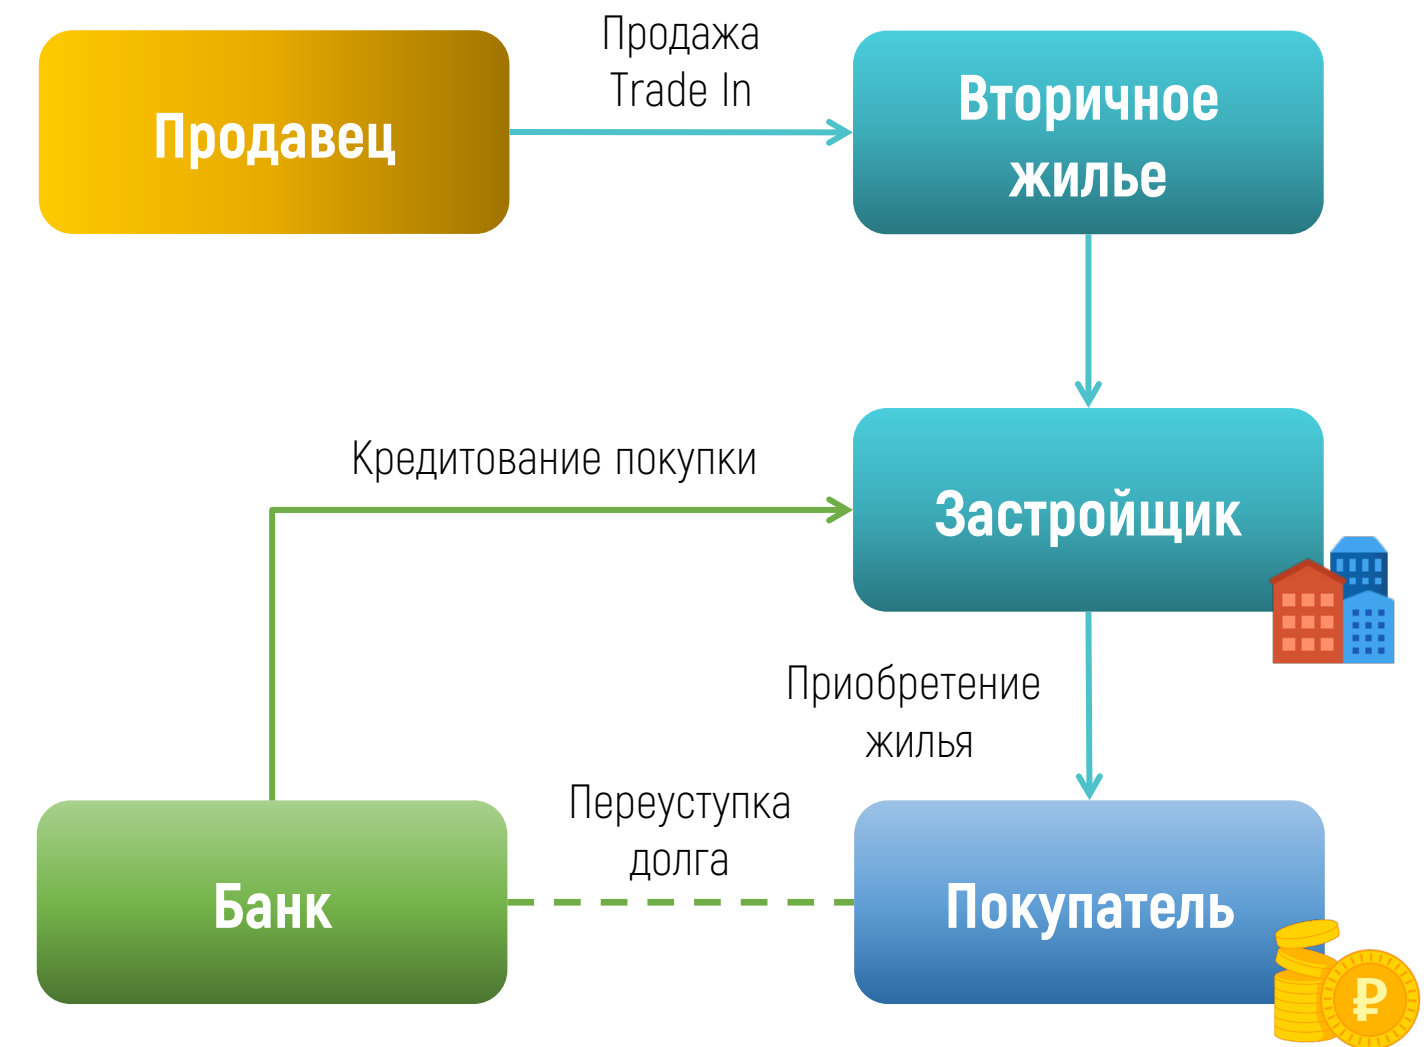 Продавец
Продажа
Trade In
Вторичное
жилье
Кредитование покупки
Застройщик
Приобретение
жилья
Банк
Переуступка
долга
Покупатель
₽